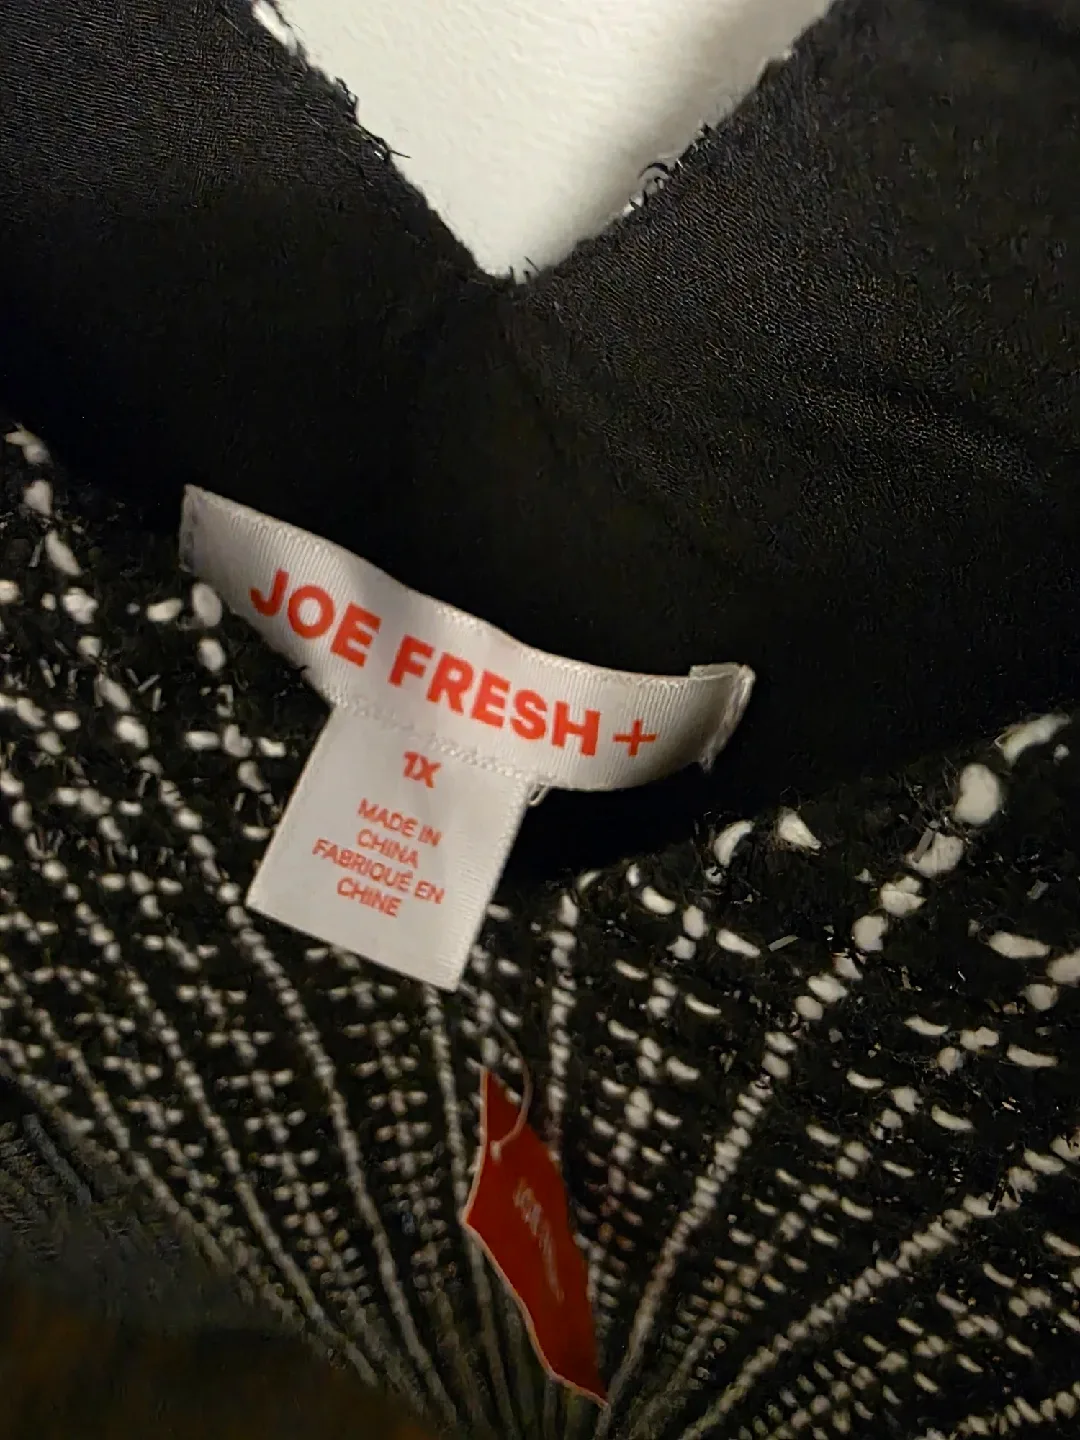 JOE FRESH +
1X
MADE IN
CHINA
FABRIQUÉ EN
CHINE